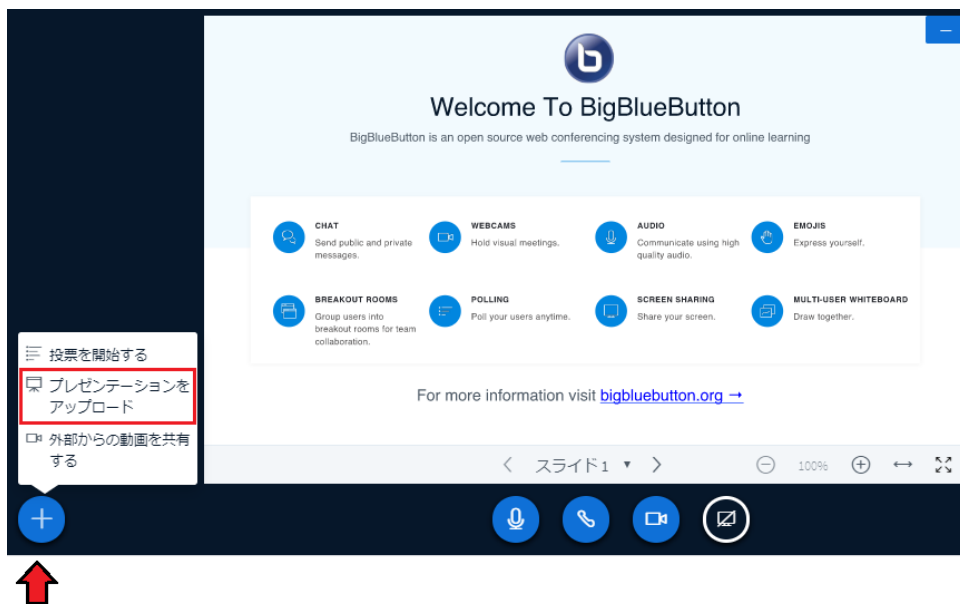 Welcome To BigBlueButton
BigBlueButton is an open source web conferencing system designed for online learning
CHAT
Send public and private
messages.
WEBCAMS
Hold visual meetings.
AUDIO
Communicate using high
quality audio.
EMOJIS
Express yourself.
BREAKOUT ROOMS
Group users into
breakout rooms for team
collaboration.
POLLING
Poll your users anytime.
SCREEN SHARING
Share your screen.
MULTI-USER WHITEBOARD
Draw together.
For more information visit bigbluebutton.org →
投票を開始する
プレゼンテーションを
アップロード
外部からの動画を共有
する
スライド 1
100%